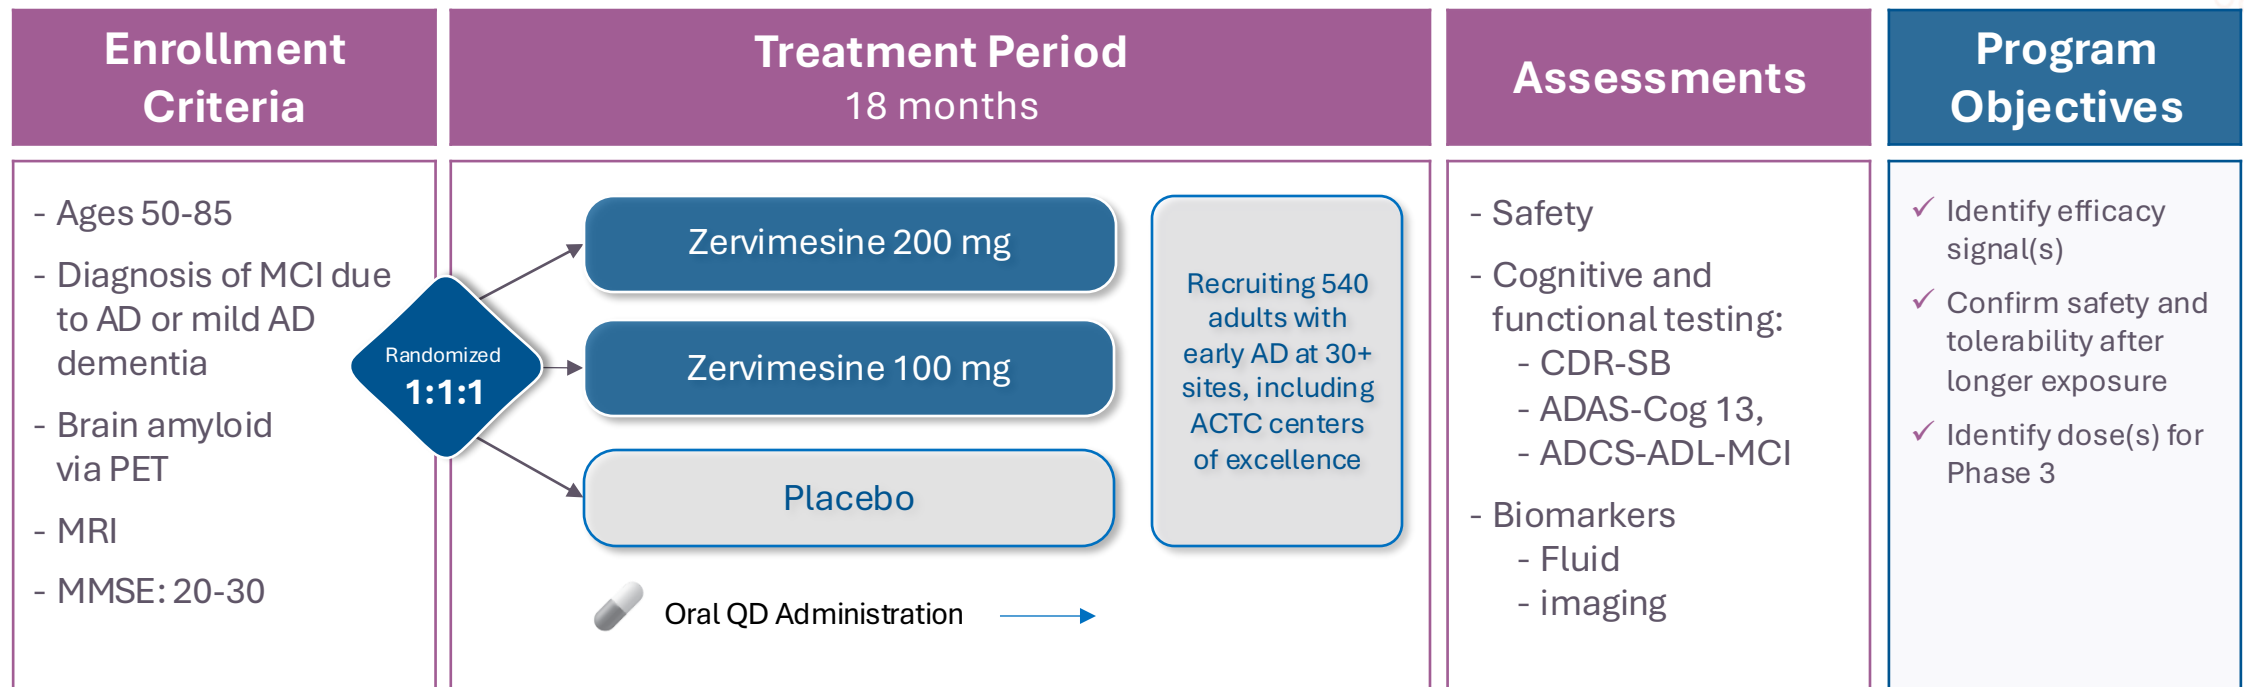 Enrollment
Criteria
- Ages 50-85
- Diagnosis of MCI due
to AD or mild AD
dementia
- Brain amyloid
via PET
- MRI
- MMSE: 20-30
Randomized
1:1:1
Treatment Period
18 months
Zervimesine 200 mg
Zervimesine 100 mg
Placebo
Oral QD Administration
Recruiting 540
adults with
early AD at 30+
sites, including
ACTC centers
of excellence
Assessments
- Safety
- Cognitive and
functional testing:
- CDR-SB
- ADAS-Cog 13,
- ADCS-ADL-MCI
- Biomarkers
- Fluid
- imaging
Program
Objectives
✓ Identify efficacy
signal(s)
✓ Confirm safety and
tolerability after
longer exposure
✓ Identify dose(s) for
Phase 3